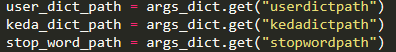 user_dict_path = args_dict.get("userdictpath")
keda_dict_path = args_dict.get("kedadictpath")
stop_word_path = args_dict.get("stopwordpath")